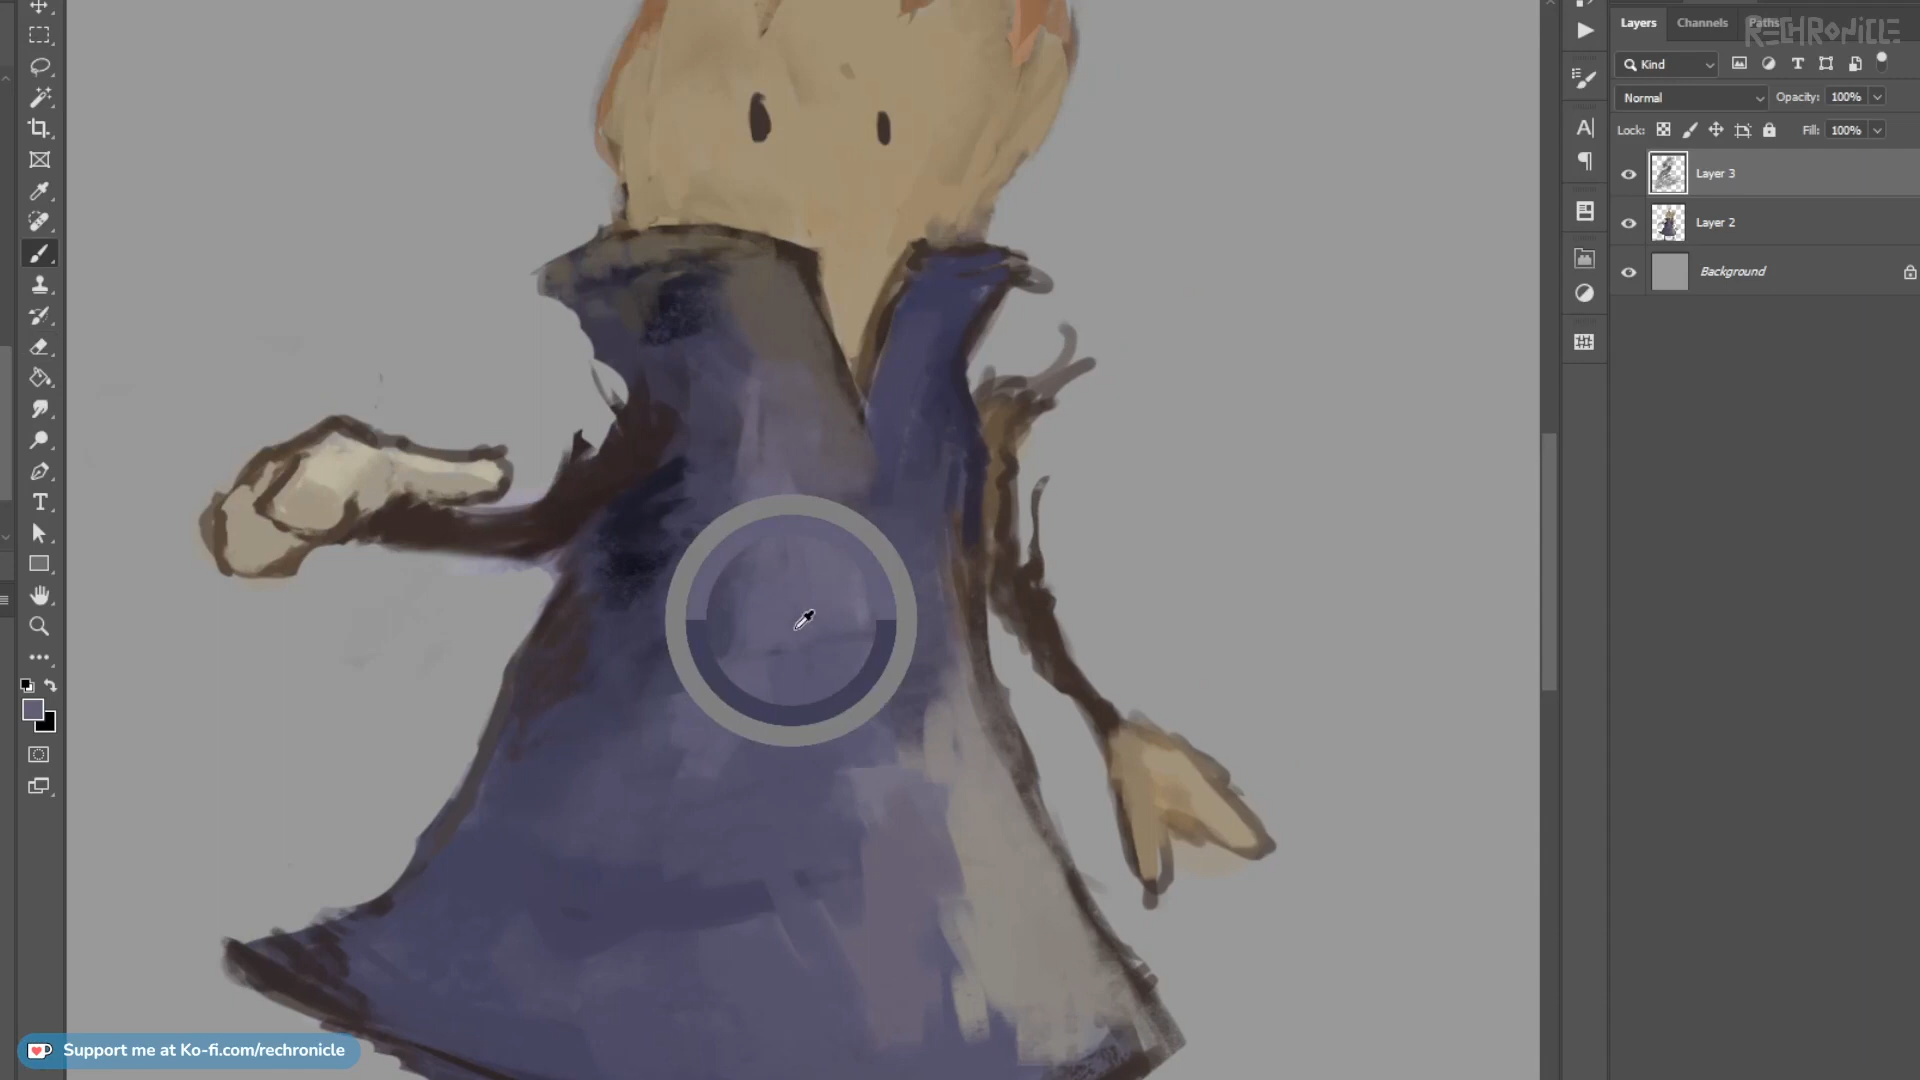 Layers Channels Paths
RECHRONICLE
Kind
Normal Opacity: 100%
Lock: Fill: 100%
Layer 3
Layer 2
Background
Support me at Ko-fi.com/rechronicle